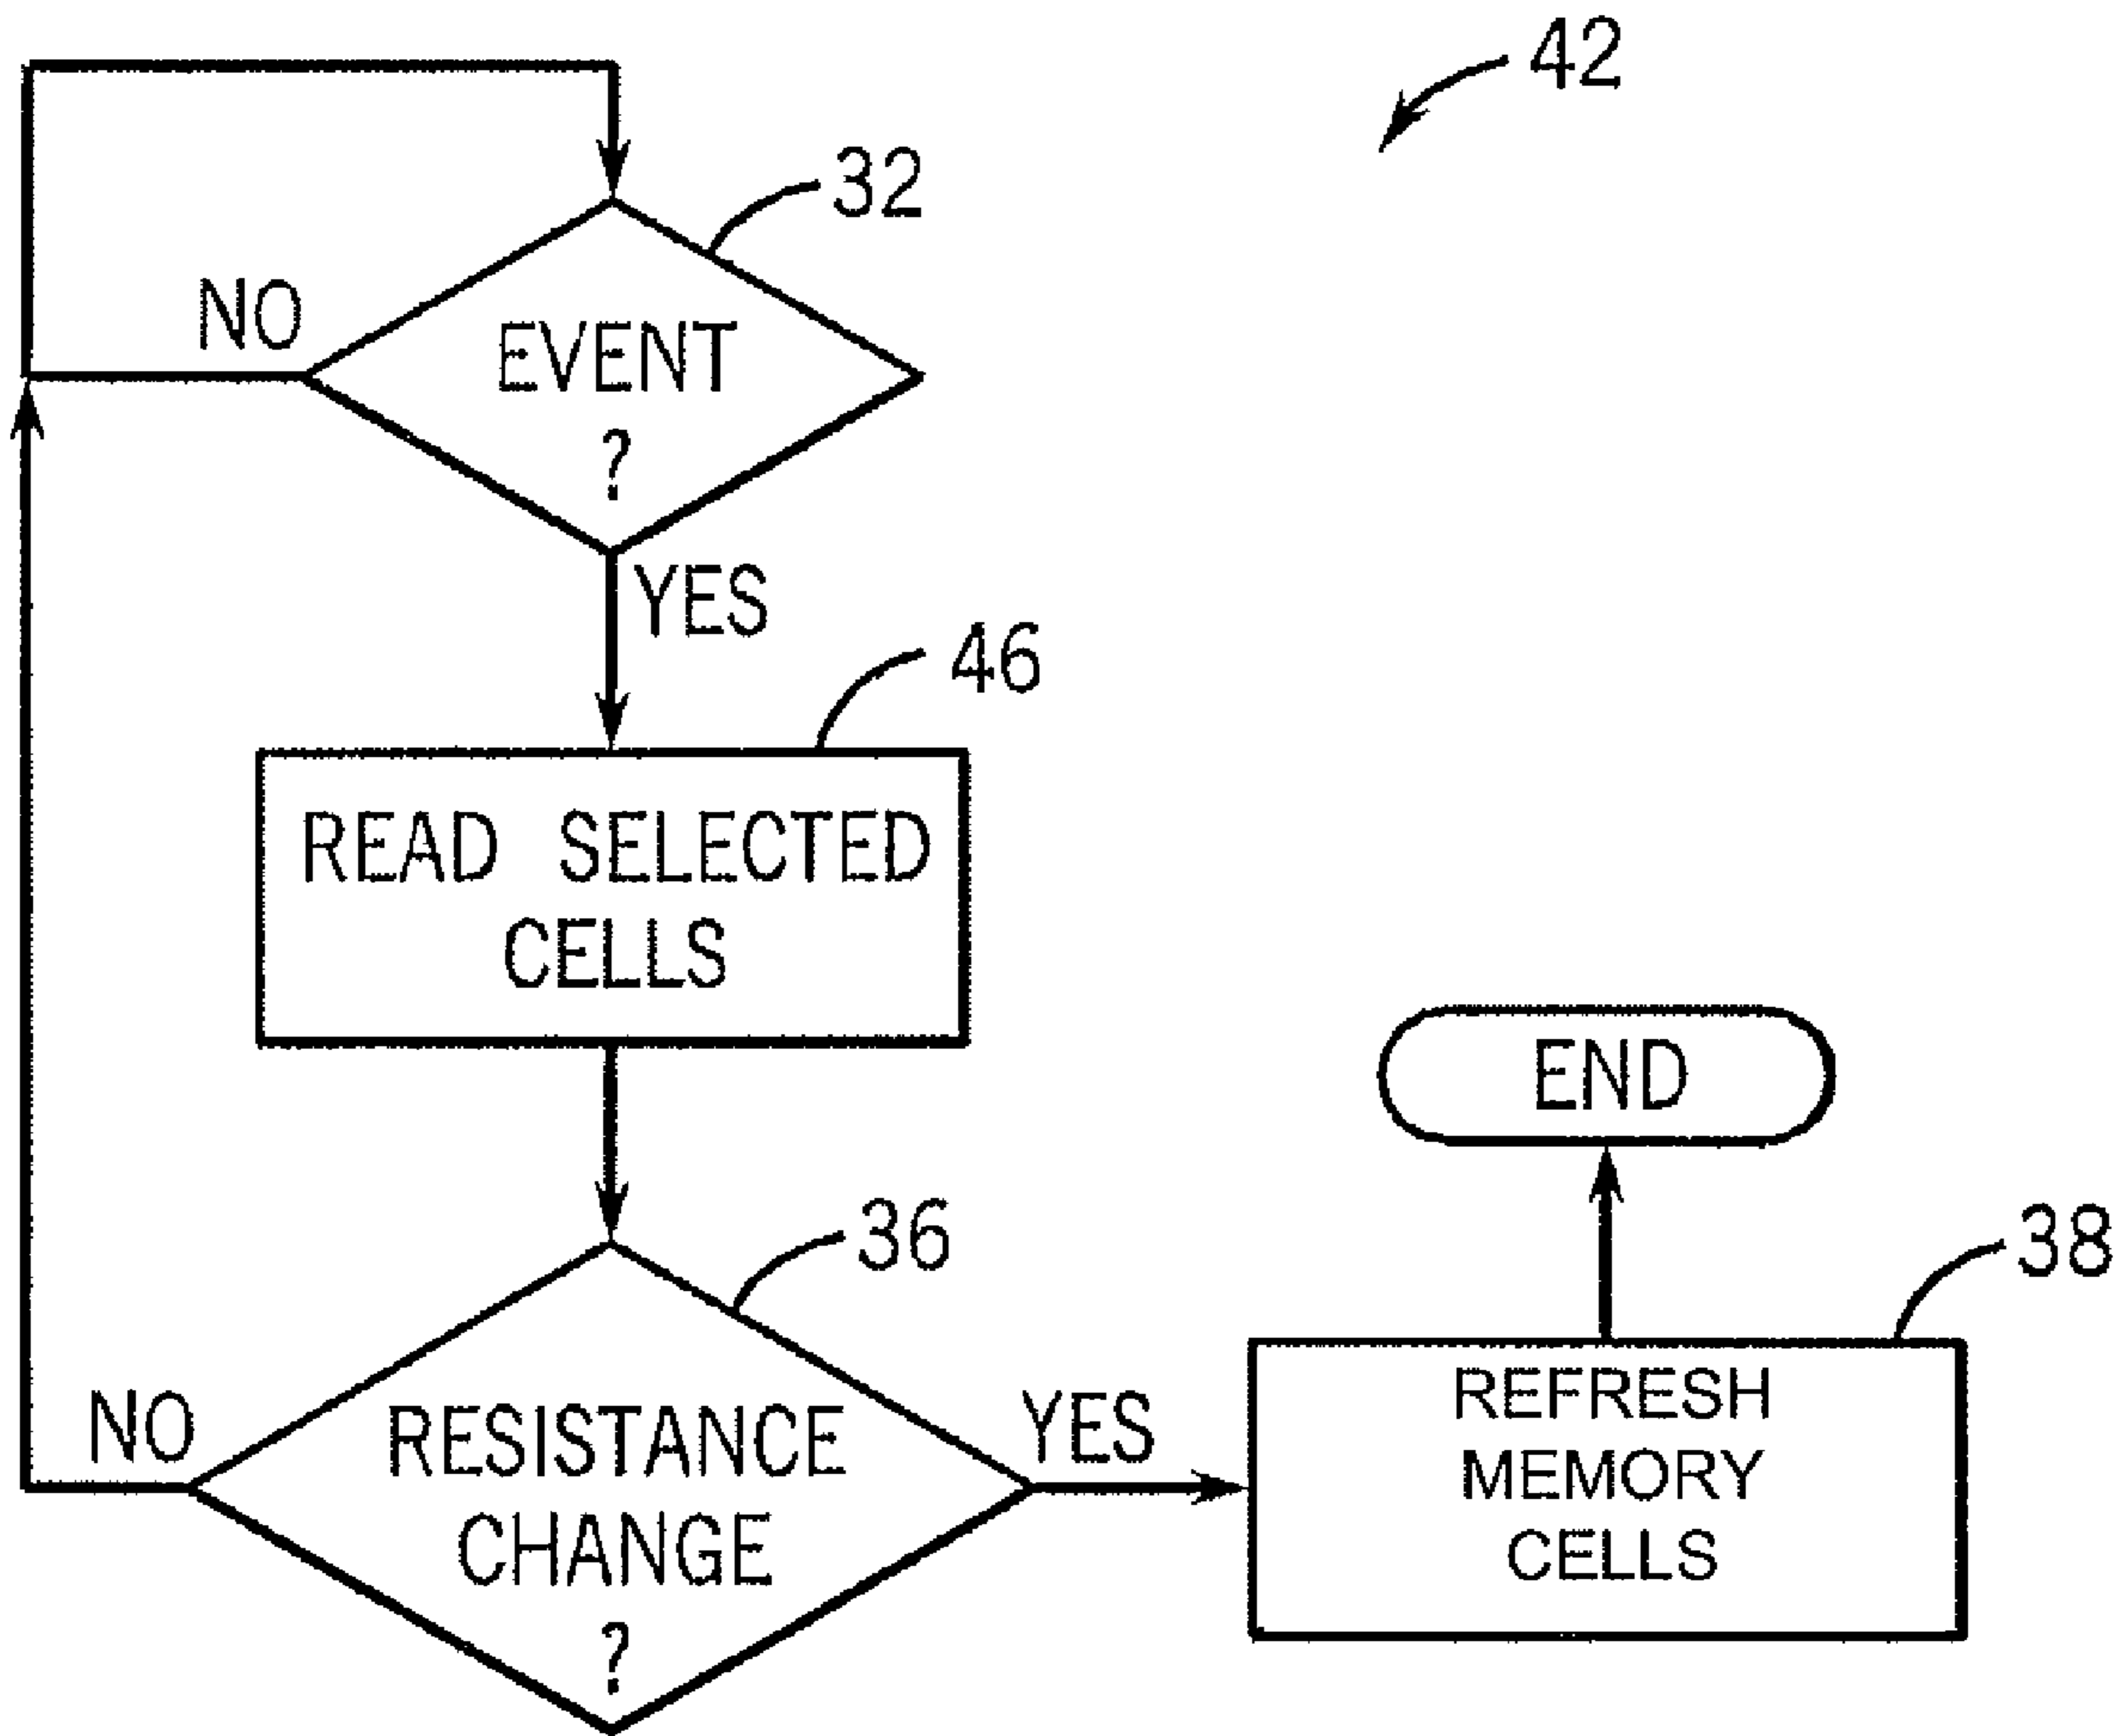 42
32
NO
EVENT
?
YES
46
READ SELECTED
CELLS
END
36
38
NO
RESISTANCE
CHANGE
?
YES
REFRESH
MEMORY
CELLS